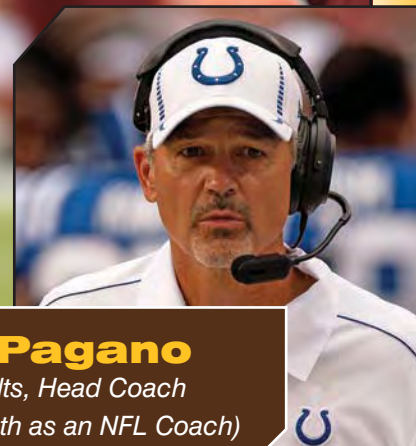 Pagano
lts, Head Coach
th as an NFL Coach)